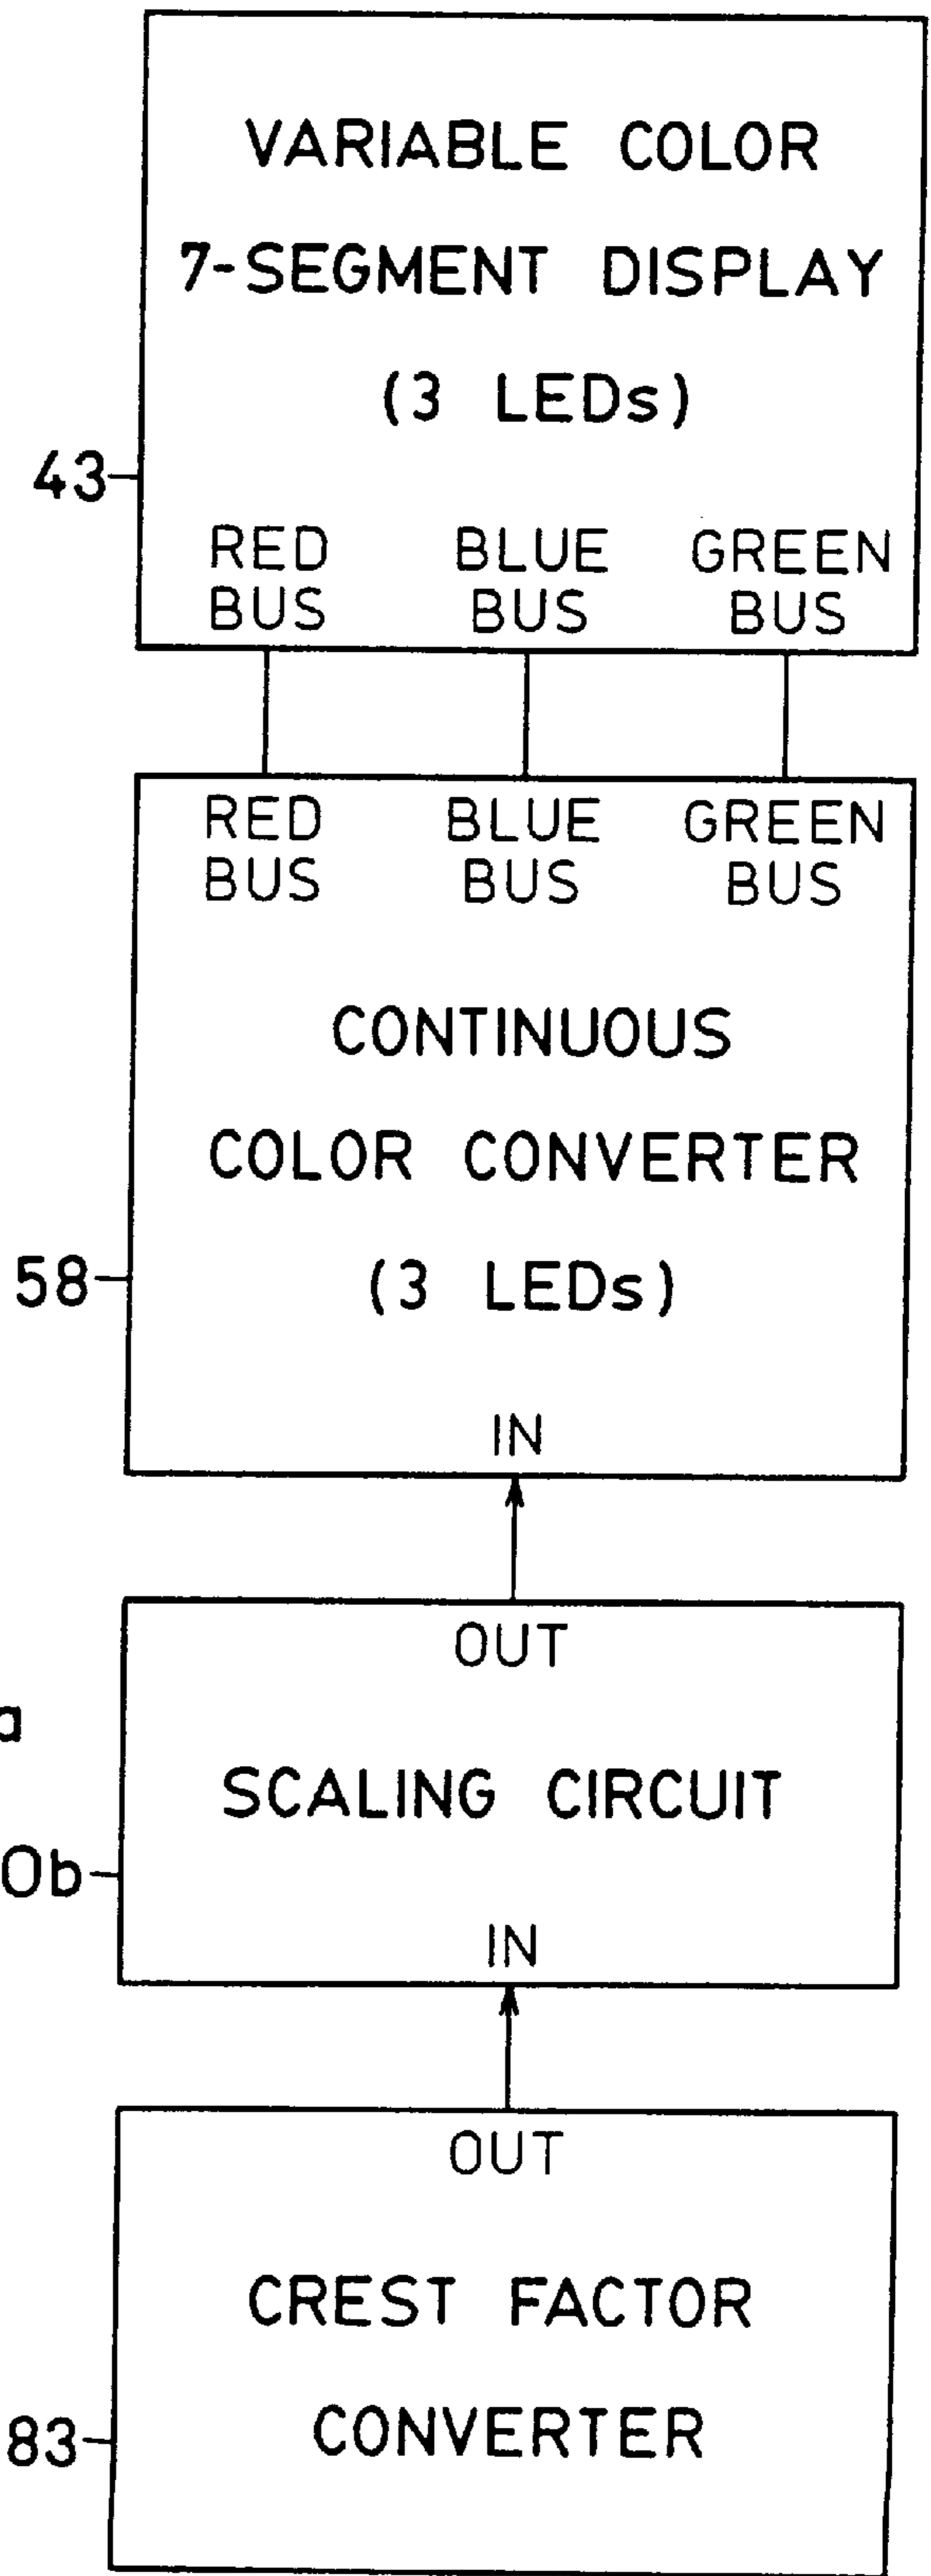 VARIABLE COLOR
7-SEGMENT DISPLAY
(3 LEDs)
43
RED BLUE GREEN
BUS BUS BUS
RED BLUE GREEN
BUS BUS BUS
CONTINUOUS
COLOR CONVERTER
58
(3 LEDs)
IN
OUT
a
SCALING CIRCUIT
0b
IN
OUT
CREST FACTOR
CONVERTER
83